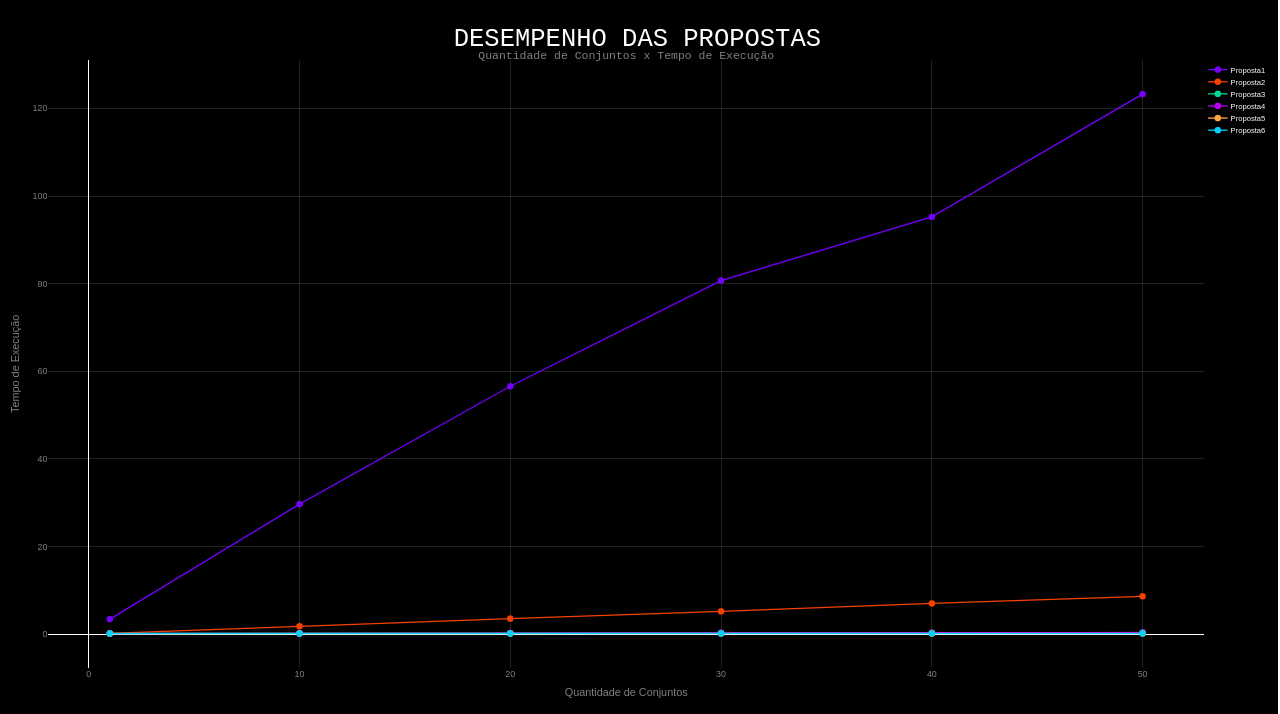 DESEMPENHO DAS PROPOSTAS
Quantidade de Conjuntos x Tempo de Execução
Proposta1
Proposta2
Proposta3
Proposta4
Proposta5
Proposta6
120
100
80
60
40
20
0
Tempo de Execução
0 10 20 30 40 50
Quantidade de Conjuntos